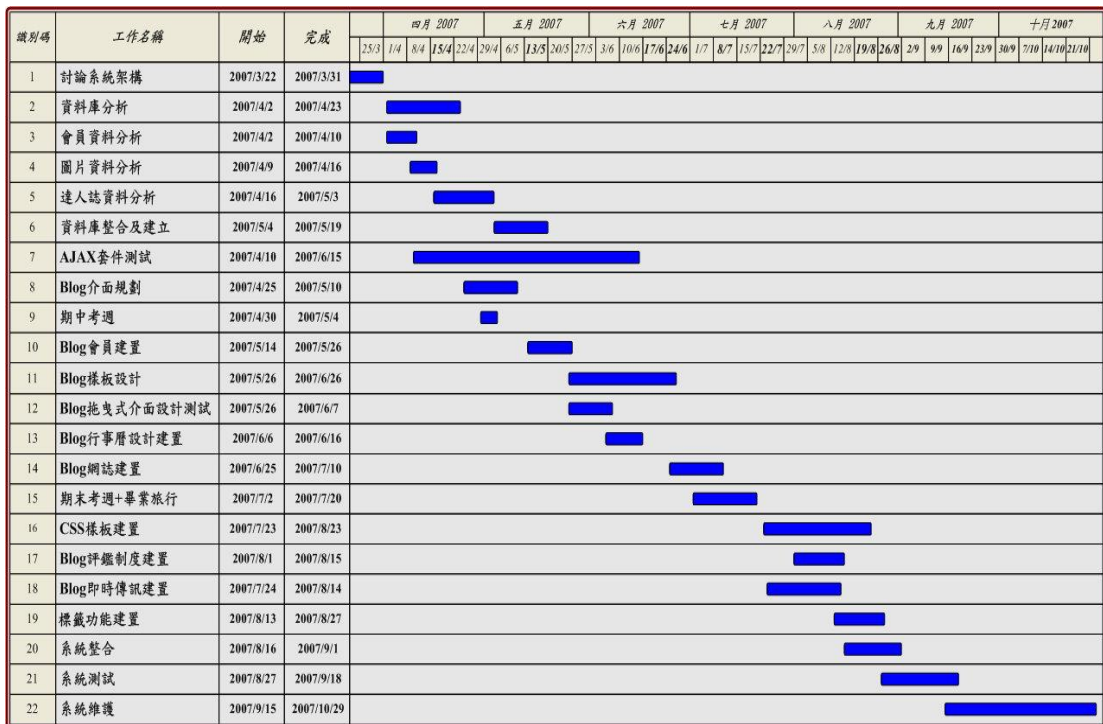 識別碼 工作名稱 開始 完成 四月 2007 五月 2007 六月 2007 七月 2007 八月 2007 九月 2007 十月2007
25/3 1/4 8/4 15/4 22/4 29/4 6/5 13/5 20/5 27/5 3/6 10/6 17/6 24/6 1/7 8/7 15/7 22/7 29/7 5/8 12/8 19/8 26/8 2/9 9/9 16/9 23/9 30/9 7/10 14/10 21/10
1 討論系統架構 2007/3/22 2007/3/31
2 資料庫分析 2007/4/2 2007/4/23
3 會員資料分析 2007/4/2 2007/4/10
4 圖片資料分析 2007/4/9 2007/4/16
5 達人誌資料分析 2007/4/16 2007/5/3
6 資料庫整合及建立 2007/5/4 2007/5/19
7 AJAX套件測試 2007/4/10 2007/6/15
8 Blog介面規劃 2007/4/25 2007/5/10
9 期中考週 2007/4/30 2007/5/4
10 Blog會員建置 2007/5/14 2007/5/26
11 Blog樣板設計 2007/5/26 2007/6/26
12 Blog拖曳式介面設計測試 2007/5/26 2007/6/7
13 Blog行事曆設計建置 2007/6/6 2007/6/16
14 Blog網誌建置 2007/6/25 2007/7/10
15 期末考週+畢業旅行 2007/7/2 2007/7/20
16 CSS樣板建置 2007/7/23 2007/8/23
17 Blog評鑑制度建置 2007/8/1 2007/8/15
18 Blog即時傳訊建置 2007/7/24 2007/8/14
19 標籤功能建置 2007/8/13 2007/8/27
20 系統整合 2007/8/16 2007/9/1
21 系統測試 2007/8/27 2007/9/18
22 系統維護 2007/9/15 2007/10/29